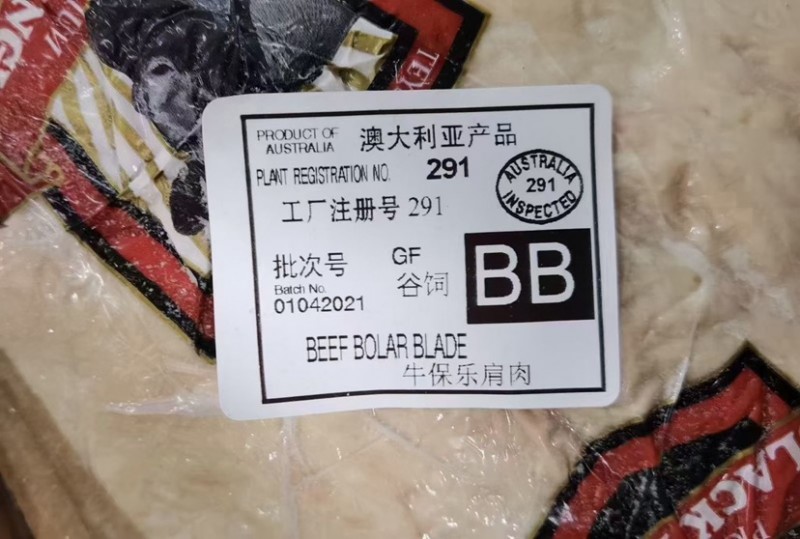 PRODUCT OF
AUSTRALIA
澳大利亚产品
PLANT REGISTRATION NO. 291
工厂注册号 291
AUSTRALIA
291
INSPECTED
批次号
Batch No.
01042021
GF
谷饲
BB
BEEF BOLAR BLADE
牛保乐肩肉
LACK